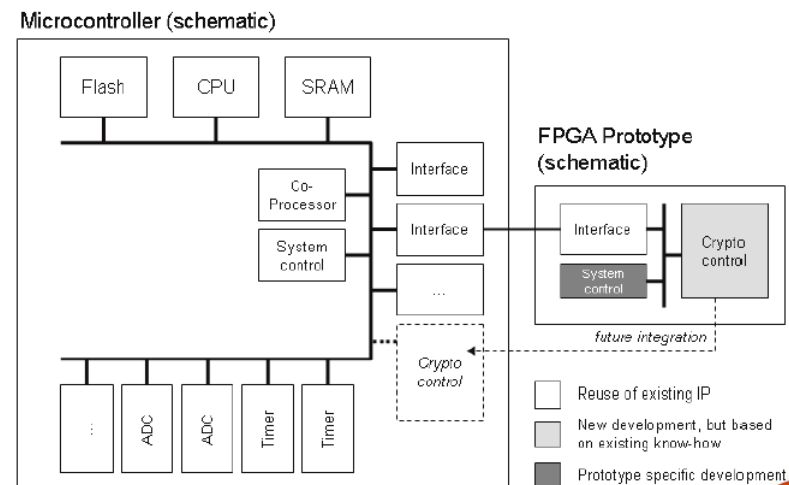 Microcontroller (schematic)
Flash
CPU
SRAM
FPGA Prototype
(schematic)
Interface
Co-
Processor
Interface
System
control
...
Interface
System
control
Crypto
control
future integration
Crypto
control
...
ADC
ADC
Timer
Timer
Reuse of existing IP
New development, but based
on existing know-how
Prototype specific development